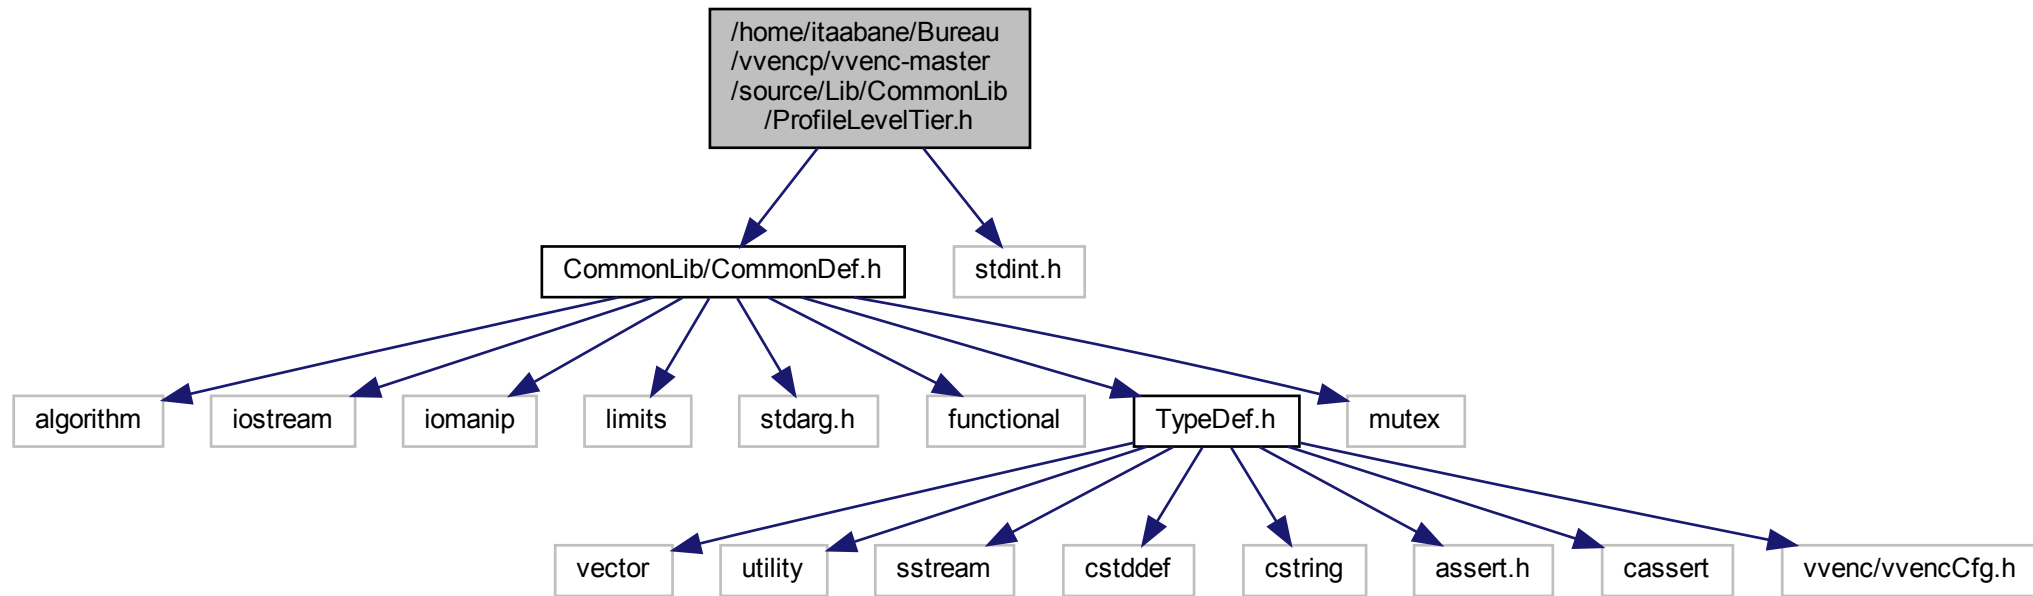 /home/itaabane/Bureau
/vvencp/vvenc-master
/source/Lib/CommonLib
/ProfileLevelTier.h
CommonLib/CommonDef.h
stdint.h
algorithm
iostream
iomanip
limits
stdarg.h
functional
TypeDef.h
mutex
vector
utility
sstream
cstddef
cstring
assert.h
cassert
vvenc/vvencCfg.h